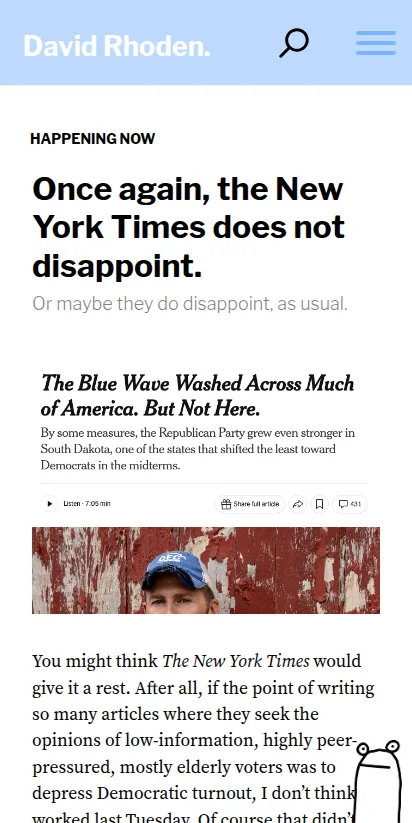 David Rhoden.
HAPPENING NOW
Once again, the New
York Times does not
disappoint.
Or maybe they do disappoint, as usual.
The Blue Wave Washed Across Much
of America. But Not Here.
By some measures, the Republican Party grew even stronger in
South Dakota, one of the states that shifted the least toward
Democrats in the midterms.
Listen · 7:05 min
Share full article
431
You might think The New York Times would
give it a rest. After all, if the point of writing
so many articles where they seek the
opinions of low-information, highly peer-
pressured, mostly elderly voters was to
depress Democratic turnout, I don't think
worked last Tuesday. Of course that didn't